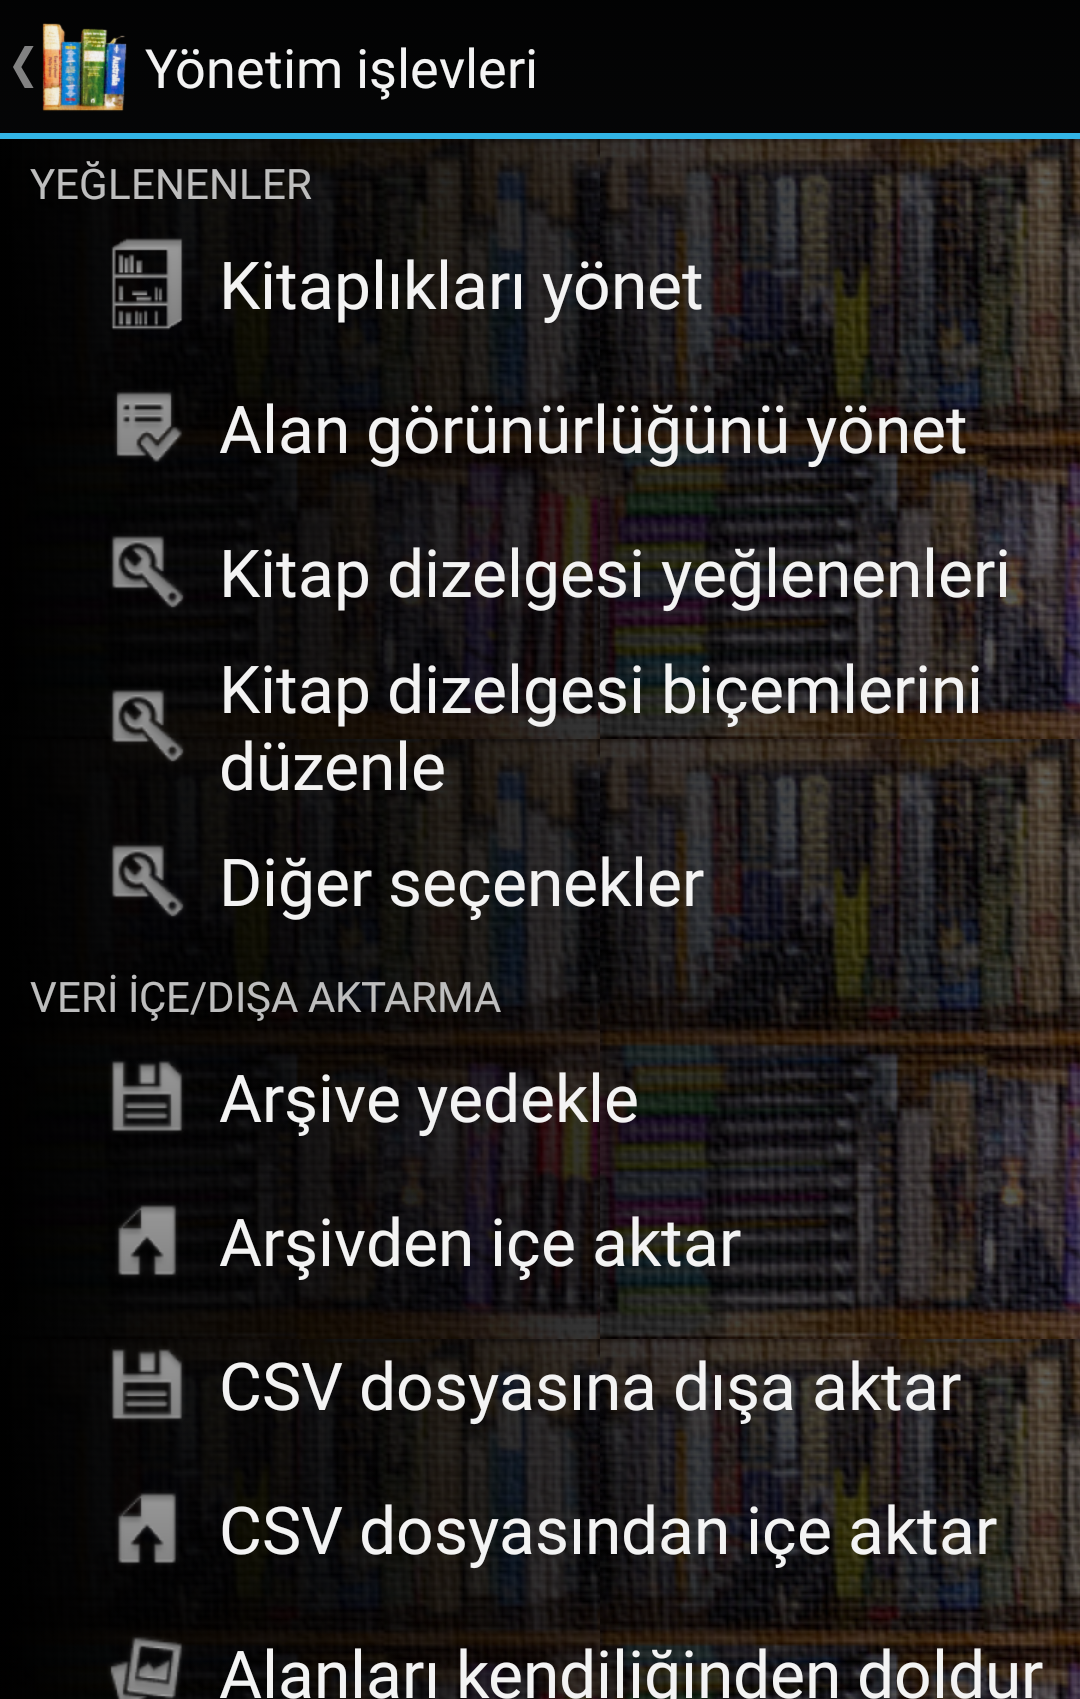 Yönetim işlevleri
YEĞLENENLER
Kitaplıkları yönet
Alan görünürlüğünü yönet
Kitap dizelgesi yeğlenenleri
Kitap dizelgesi biçemlerini
düzenle
Diğer seçenekler
VERİ İÇE/DIŞA AKTARMA
Arşive yedekle
Arşivden içe aktar
CSV dosyasına dışa aktar
CSV dosyasından içe aktar
Alanları kendiliğinden doldur